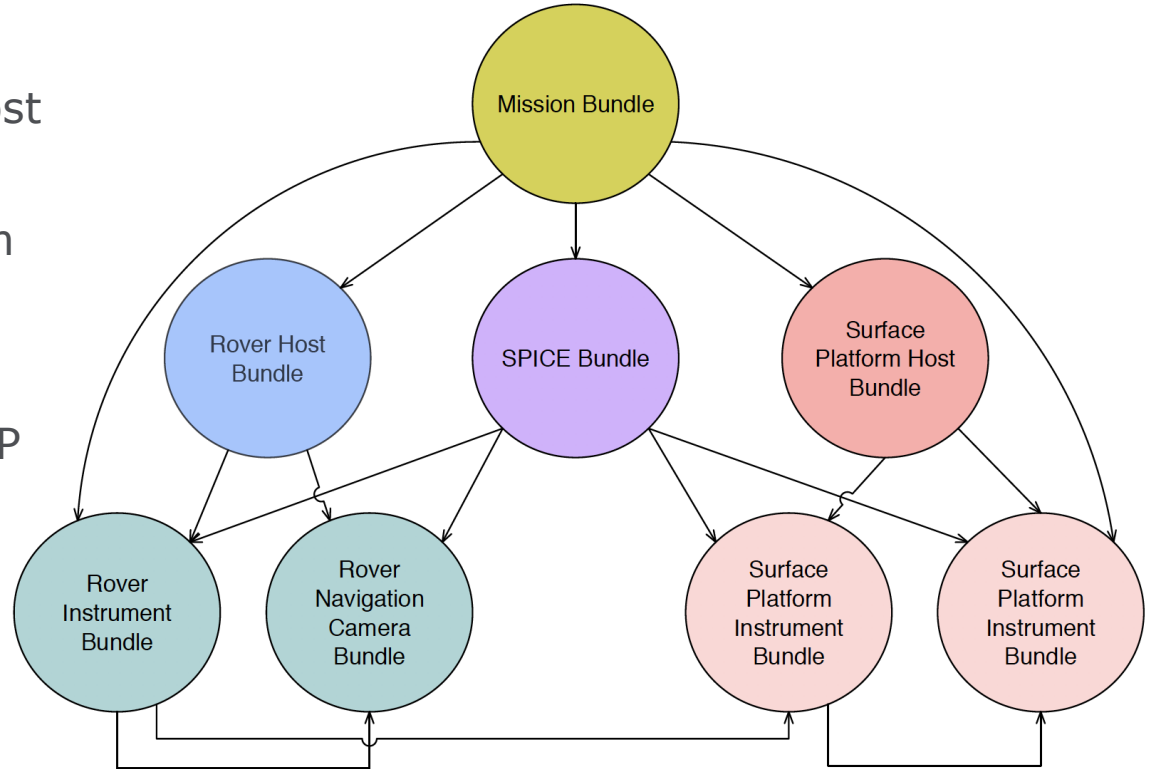 Mission Bundle
Rover Host
Bundle
SPICE Bundle
Surface
Platform Host
Bundle
Rover
Instrument
Bundle
Rover
Navigation
Camera
Bundle
Surface
Platform
Instrument
Bundle
Surface
Platform
Instrument
Bundle